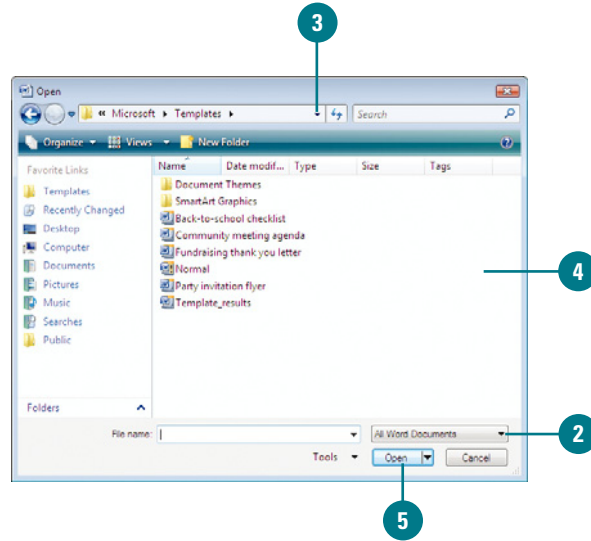 3
Open
« Microsoft ▸ Templates ▸ Search
Organize Views New Folder
Favorite Links Name Date modif... Type Size Tags
Templates
Recently Changed
Desktop
Computer
Documents
Pictures
Music
Searches
Public
Document Themes
SmartArt Graphics
Back-to-school checklist
Community meeting agenda
Fundraising thank you letter
Normal
Party invitation flyer
Template_results
4
Folders
File name: All Word Documents
2
Tools Open Cancel
5